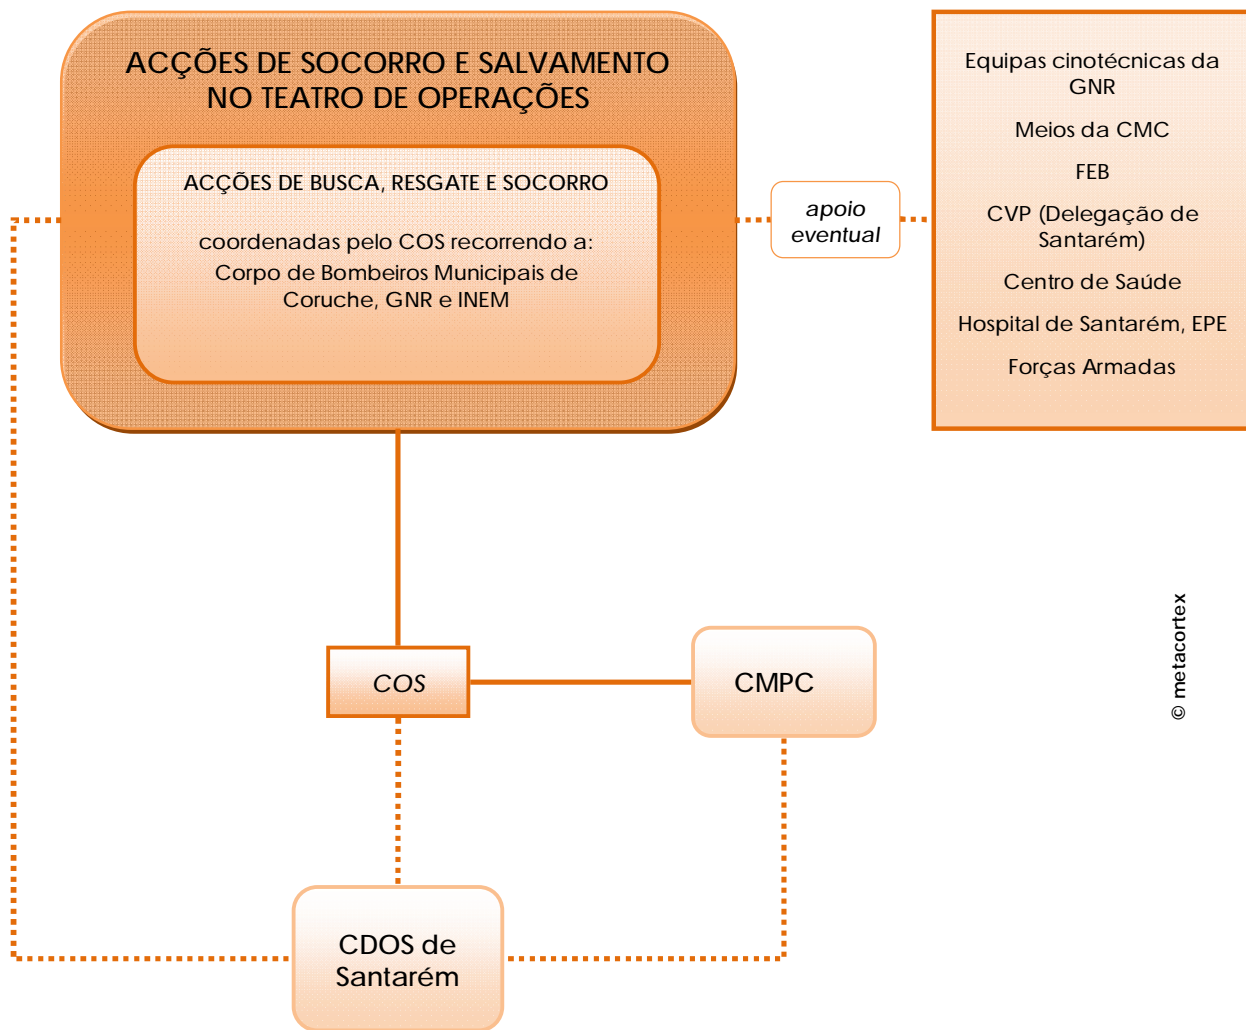 ACÇÕES DE SOCORRO E SALVAMENTO
NO TEATRO DE OPERAÇÕES
ACÇÕES DE BUSCA, RESGATE E SOCORRO
coordenadas pelo COS recorrendo a:
Corpo de Bombeiros Municipais de
Coruche, GNR e INEM
apoio
eventual
Equipas cinotécnicas da
GNR
Meios da CMC
FEB
CVP (Delegação de
Santarém)
Centro de Saúde
Hospital de Santarém, EPE
Forças Armadas
COS
CMPC
CDOS de
Santarém
© metacortex